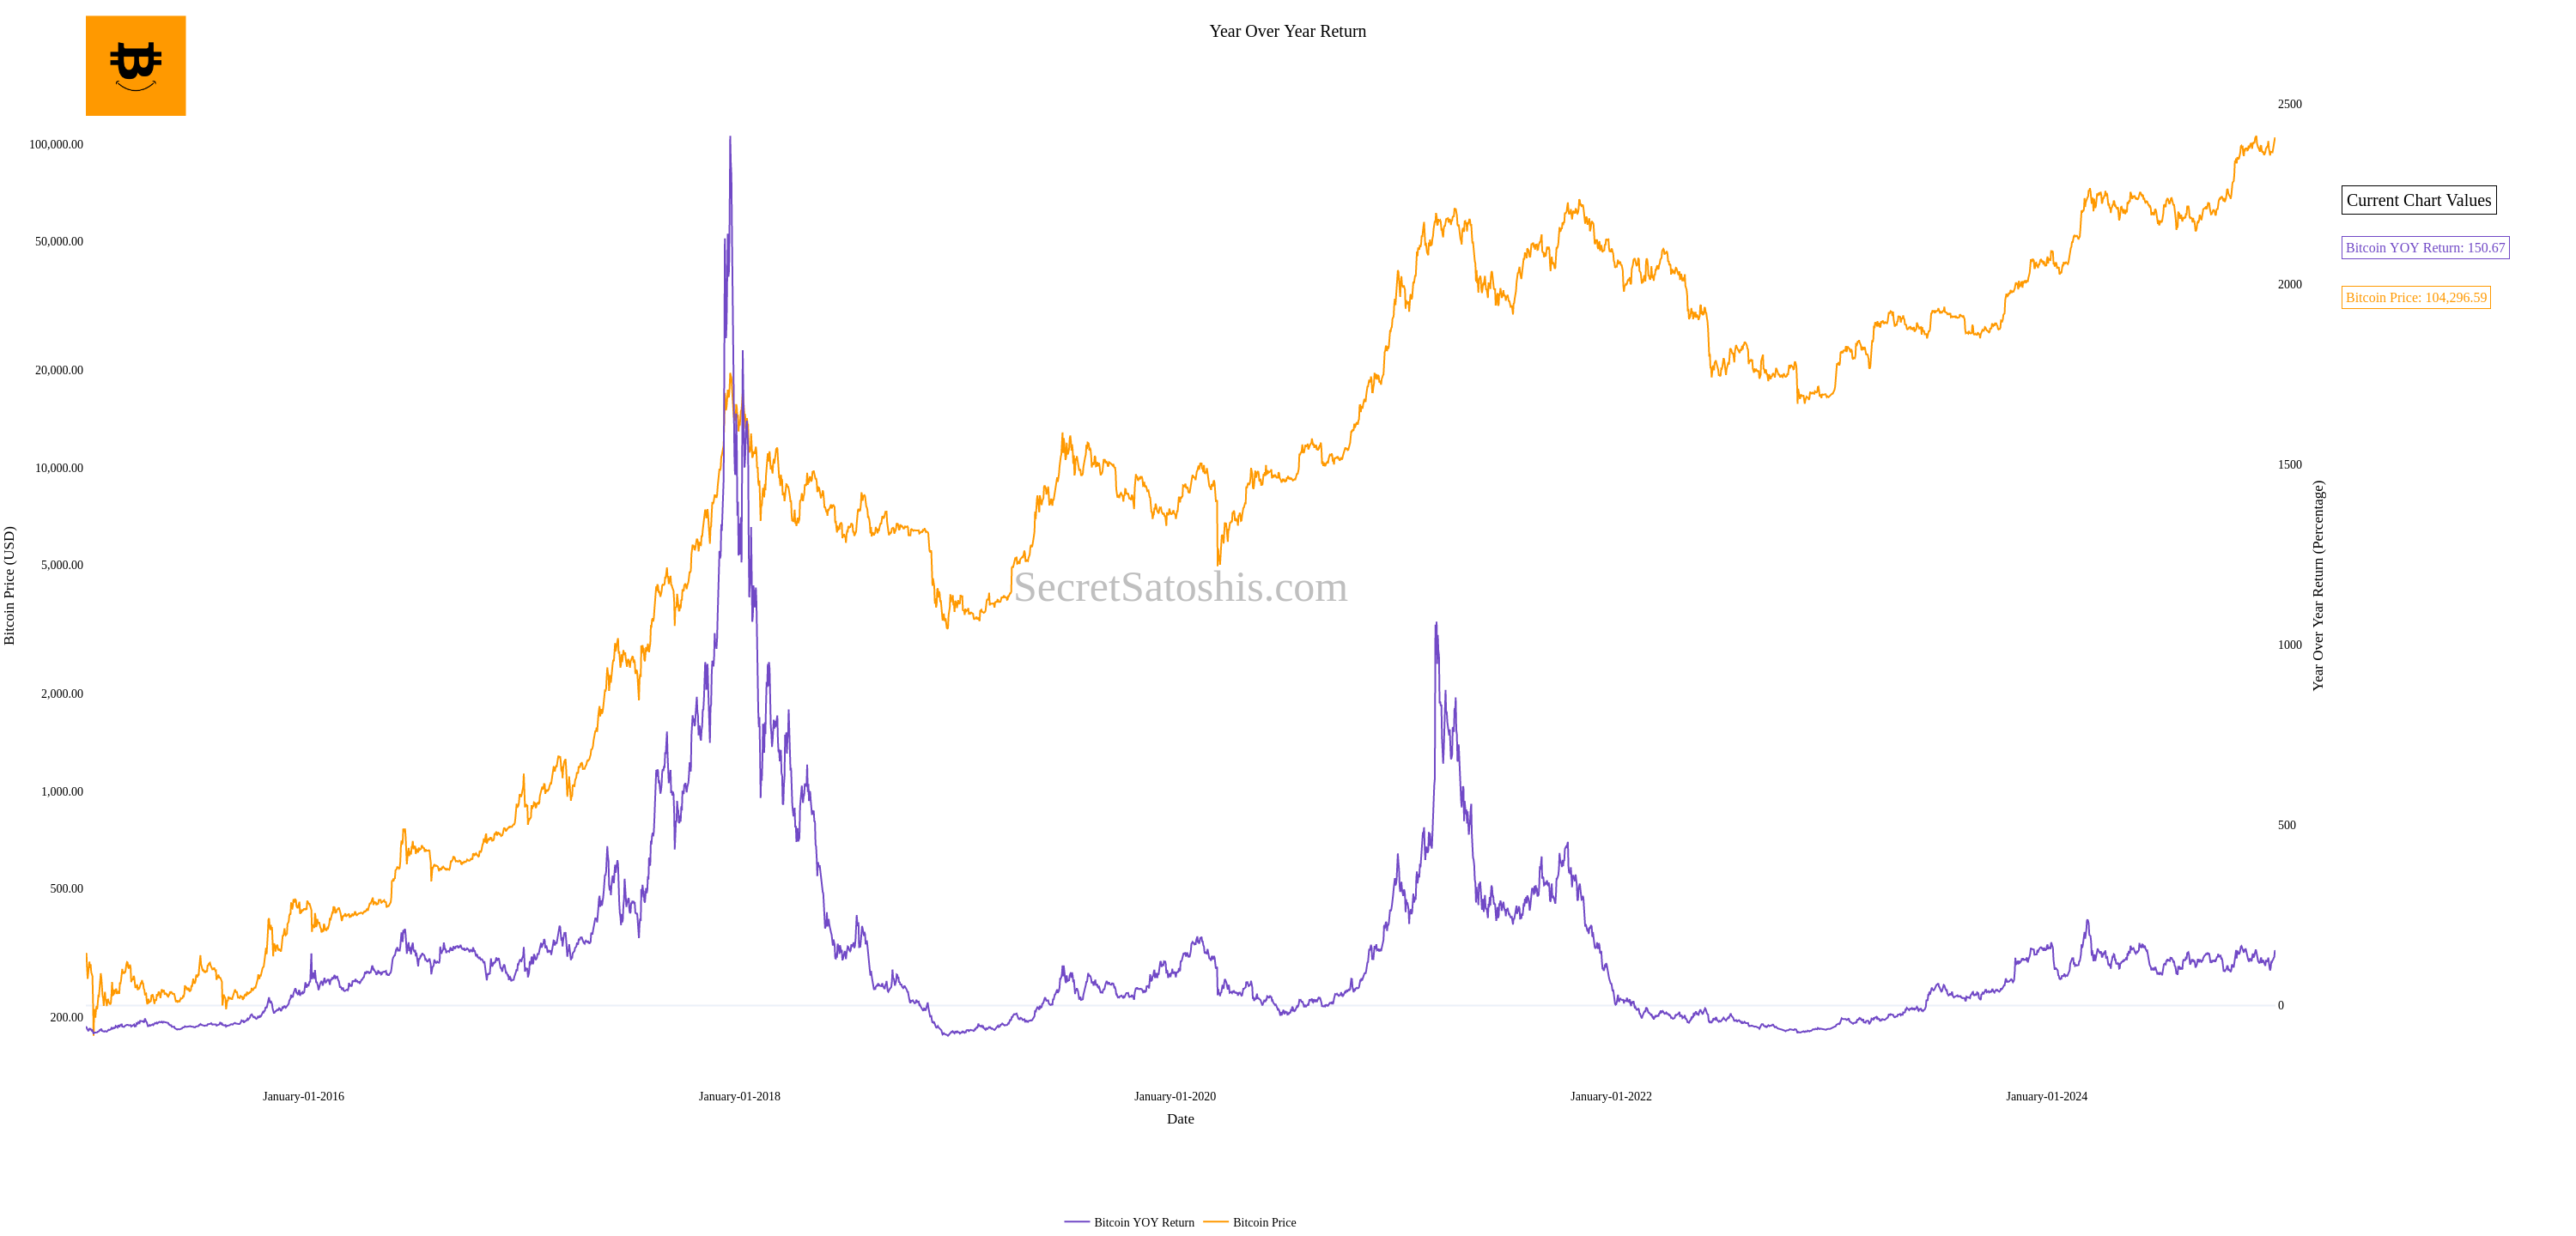 Year Over Year Return
2500
100,000.00
Current Chart Values
50,000.00
Bitcoin YOY Return: 150.67
2000
Bitcoin Price: 104,296.59
20,000.00
10,000.00
1500
5,000.00
Bitcoin Price (USD)
SecretSatoshis.com
Year Over Year Return (Percentage)
1000
2,000.00
1,000.00
500
500.00
200.00
0
January-01-2016
January-01-2018
January-01-2020
January-01-2022
January-01-2024
Date
Bitcoin YOY Return
Bitcoin Price